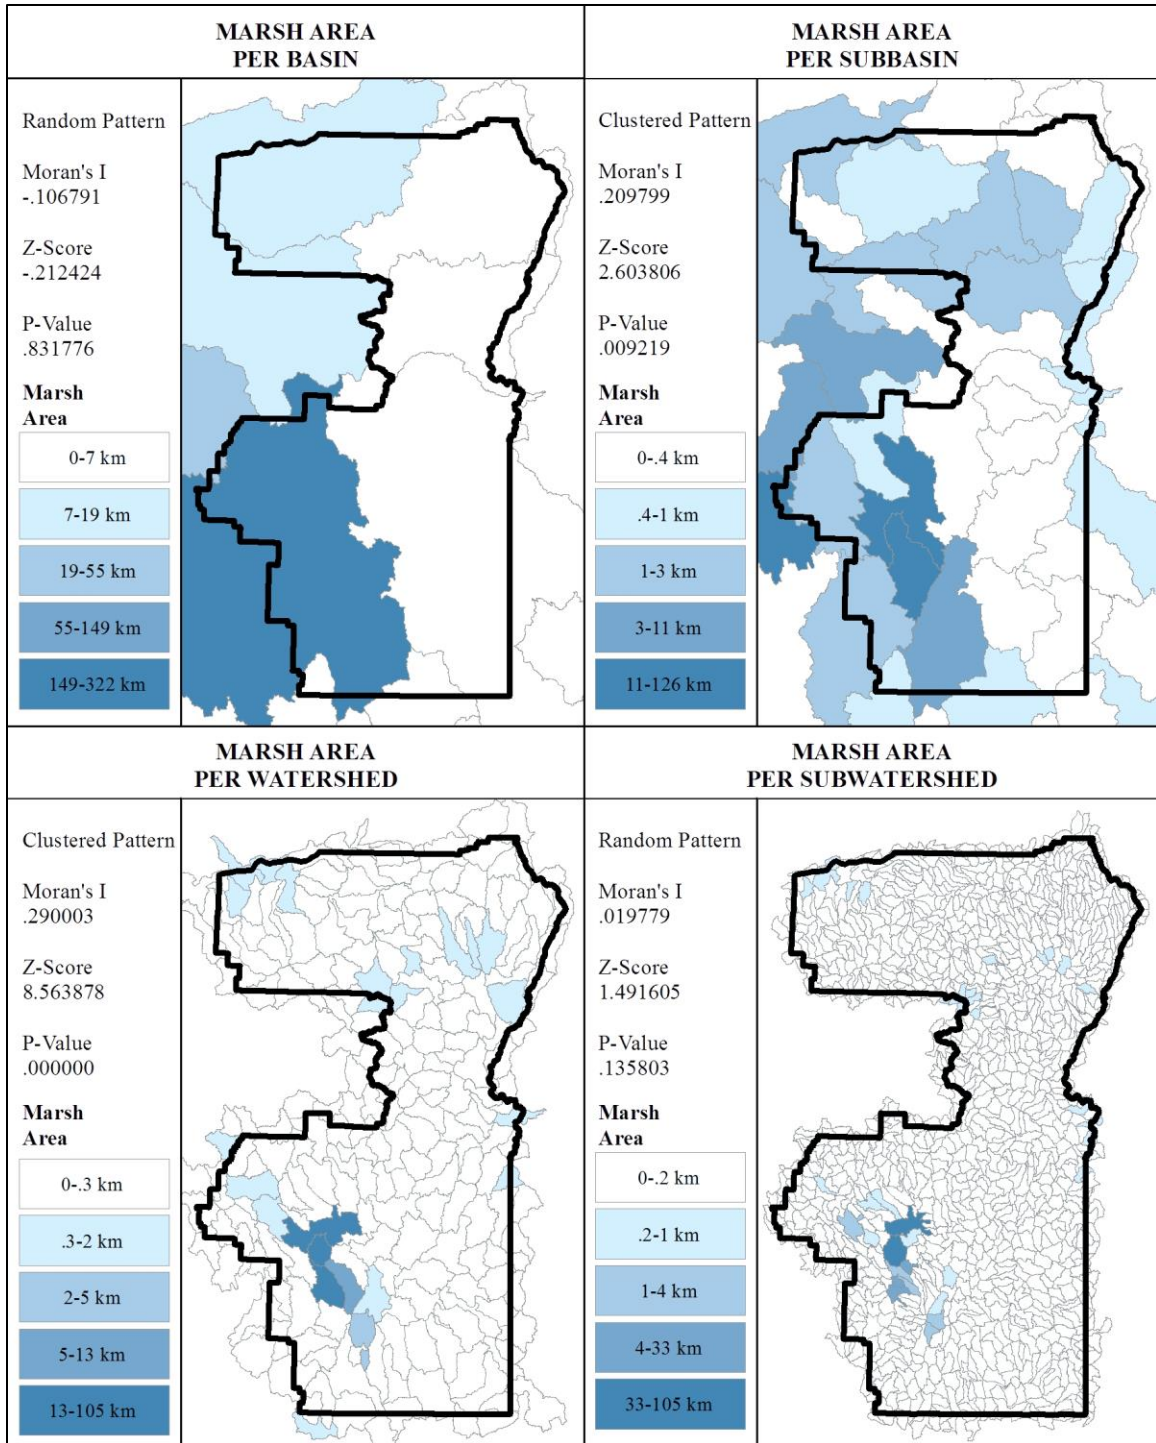 MARSH AREA
PER BASIN
Random Pattern
Moran's I
-.106791
Z-Score
-.212424
P-Value
.831776
Marsh
Area
0-7 km
7-19 km
19-55 km
55-149 km
149-322 km
MARSH AREA
PER SUBBASIN
Clustered Pattern
Moran's I
.209799
Z-Score
2.603806
P-Value
.009219
Marsh
Area
0-.4 km
.4-1 km
1-3 km
3-11 km
11-126 km
MARSH AREA
PER WATERSHED
Clustered Pattern
Moran's I
.290003
Z-Score
8.563878
P-Value
.000000
Marsh
Area
0-.3 km
.3-2 km
2-5 km
5-13 km
13-105 km
MARSH AREA
PER SUBWATERSHED
Random Pattern
Moran's I
.019779
Z-Score
1.491605
P-Value
.135803
Marsh
Area
0-.2 km
.2-1 km
1-4 km
4-33 km
33-105 km